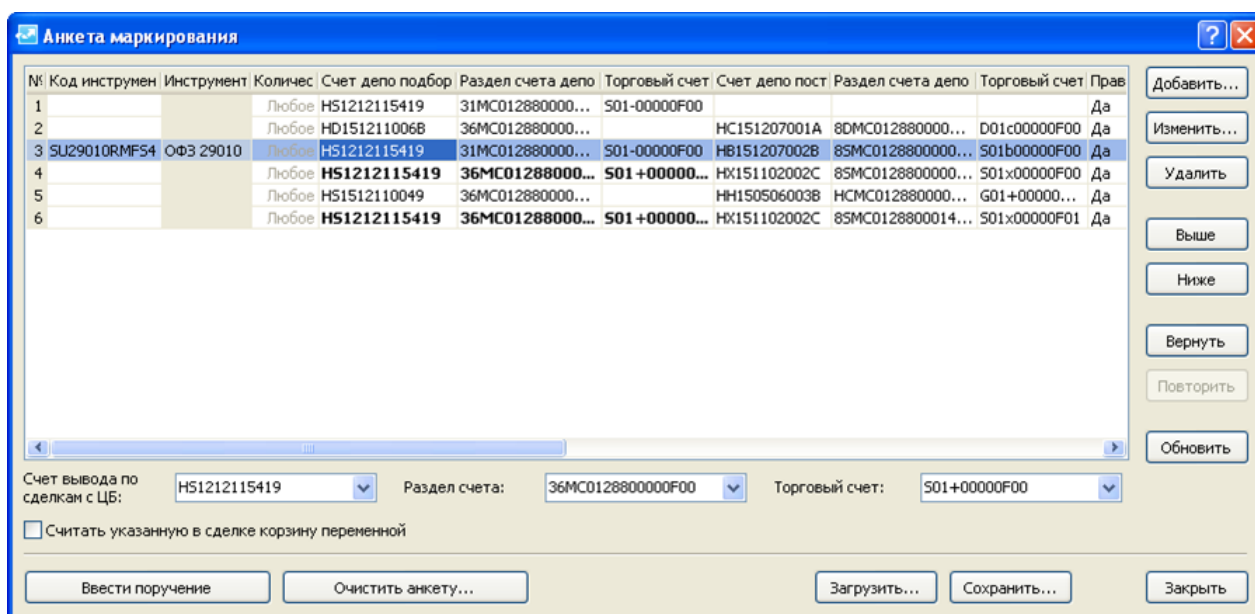 Анкета маркирования
№ Код инструмен Инструмент Количес Счет депо подбор Раздел счета депо Торговый счет Счет депо пост Раздел счета депо Торговый счет Прав
1 Любое HS1212115419 31MC012880000... S01-00000F00 Да
2 Любое HD151211006B 36MC012880000... HC151207001A 8DMC012880000... D01c00000F00 Да
3 SU29010RMFS4 ОФЗ 29010 Любое HS1212115419 31MC012880000... S01-00000F00 HB151207002B 8SMC0128800000... S01b00000F00 Да
4 Любое HS1212115419 36MC01288000... S01+00000... HX151102002C 8SMC0128800000... S01x00000F00 Да
5 Любое HS1512110049 36MC012880000... HH150506003B HCMC012880000... G01+00000... Да
6 Любое HS1212115419 36MC01288000... S01+00000... HX151102002C 8SMC0128800014... S01x00000F01 Да
Добавить...
Изменить...
Удалить
Выше
Ниже
Вернуть
Повторить
Обновить
Счет вывода по
сделкам с ЦБ: HS1212115419 Раздел счета: 36MC0128800000F00 Торговый счет: S01+00000F00
Считать указанную в сделке корзину переменной
Ввести поручение Очистить анкету... Загрузить... Сохранить... Закрыть